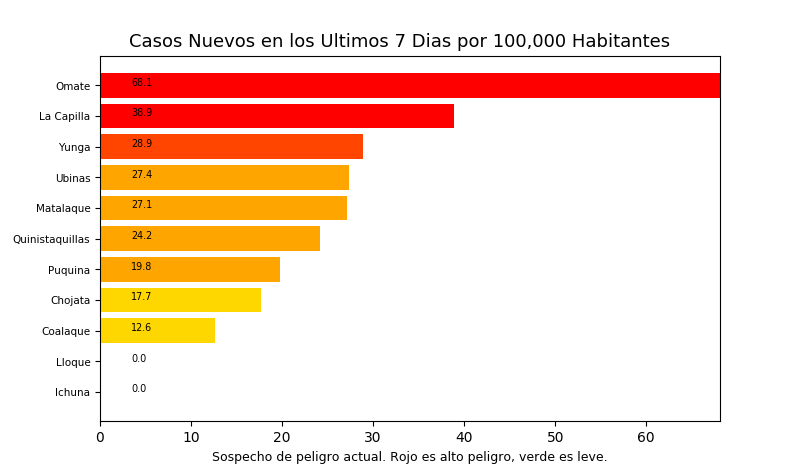 Casos Nuevos en los Ultimos 7 Dias por 100,000 Habitantes
Omate 68.1
La Capilla 38.9
Yunga 28.9
Ubinas 27.4
Matalaque 27.1
Quinistaquillas 24.2
Puquina 19.8
Chojata 17.7
Coalaque 12.6
Lloque 0.0
Ichuna 0.0
0 10 20 30 40 50 60
Sospecho de peligro actual. Rojo es alto peligro, verde es leve.